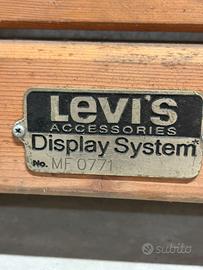 Levi's
ACCESSORIES
Display System
No. MF 0771
subito